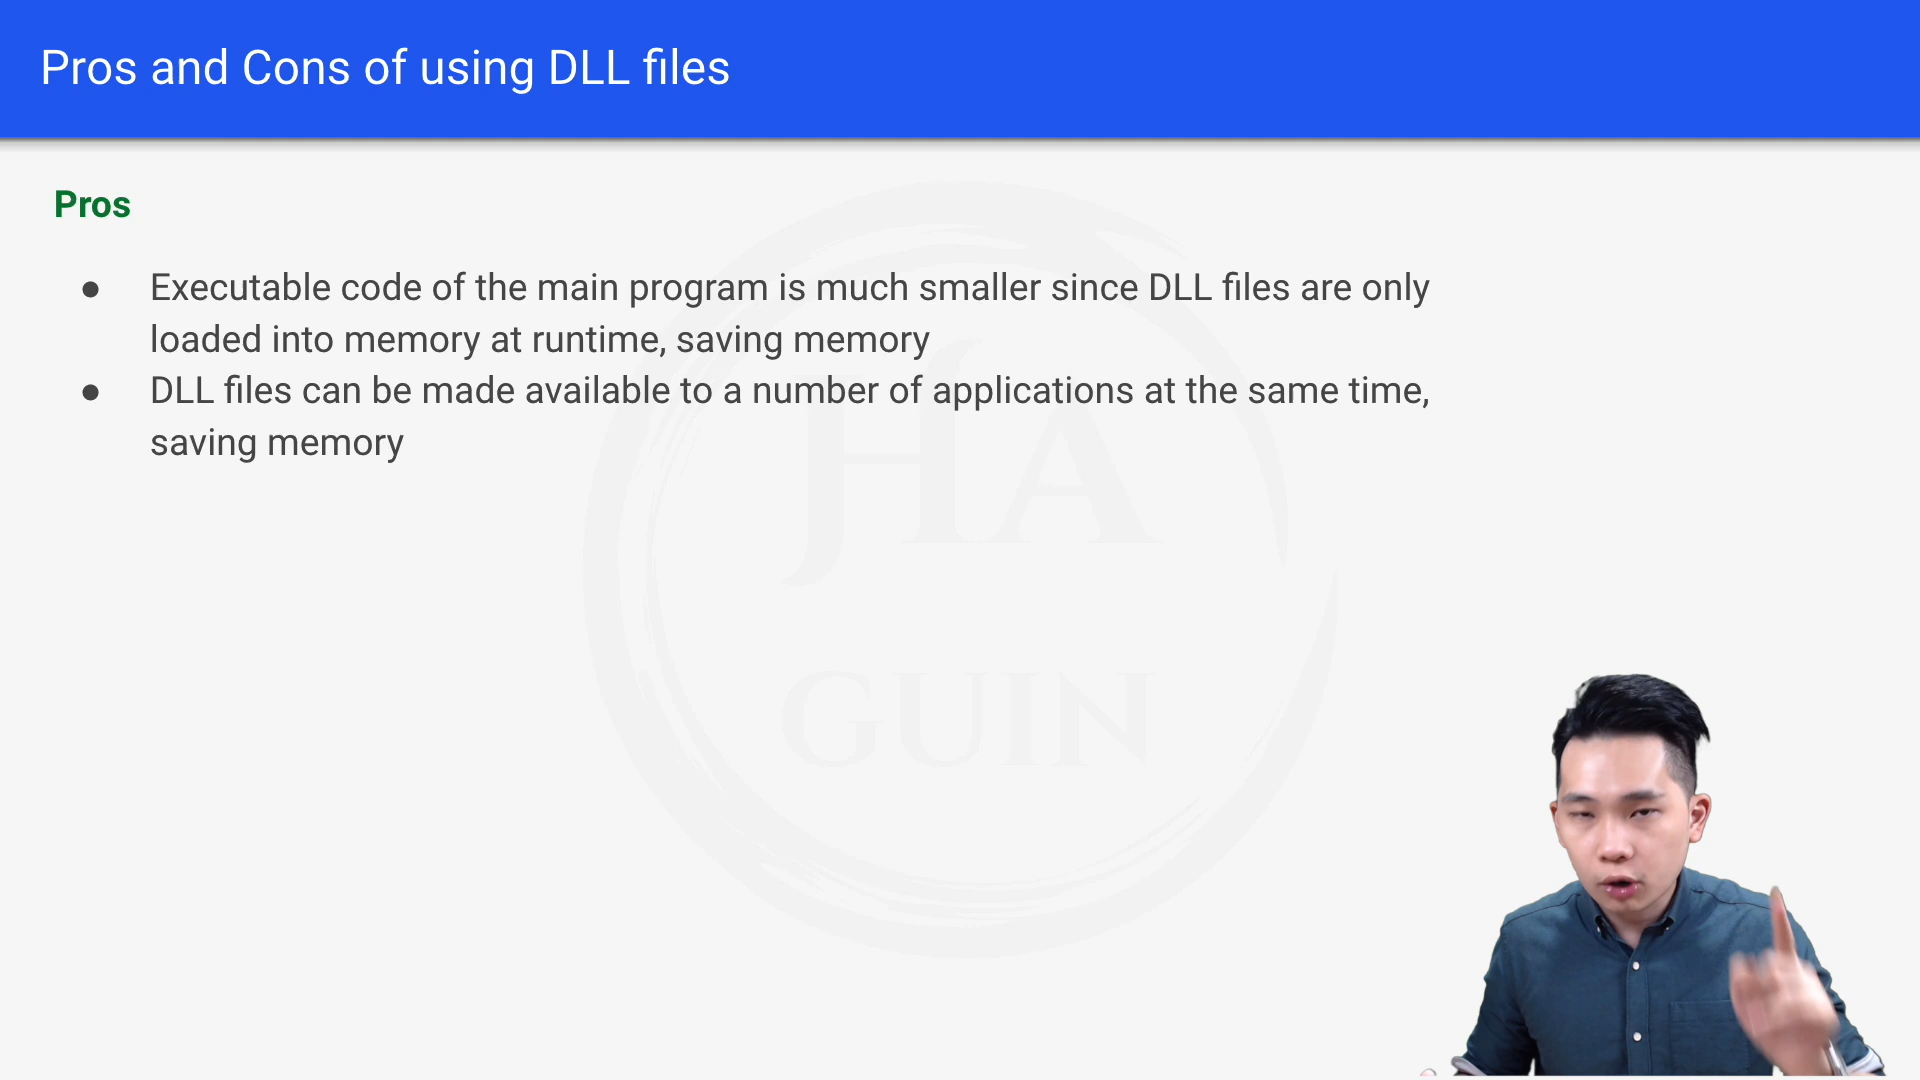 Pros and Cons of using DLL files
Pros
● Executable code of the main program is much smaller since DLL files are only
loaded into memory at runtime, saving memory
● DLL files can be made available to a number of applications at the same time,
saving memory
JHA
GUIN